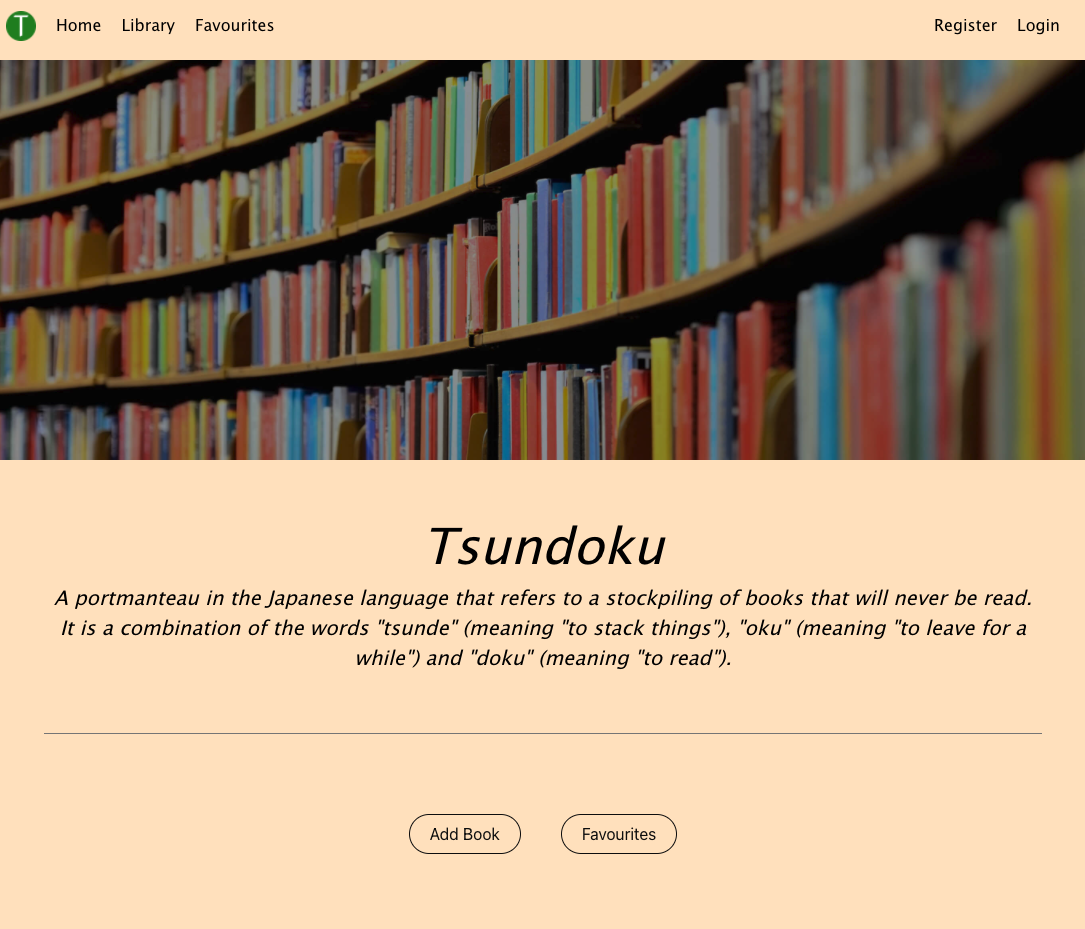 T Home Library Favourites Register Login
Tsundoku
A portmanteau in the Japanese language that refers to a stockpiling of books that will never be read.
It is a combination of the words "tsunde" (meaning "to stack things"), "oku" (meaning "to leave for a
while") and "doku" (meaning "to read").
Add Book Favourites